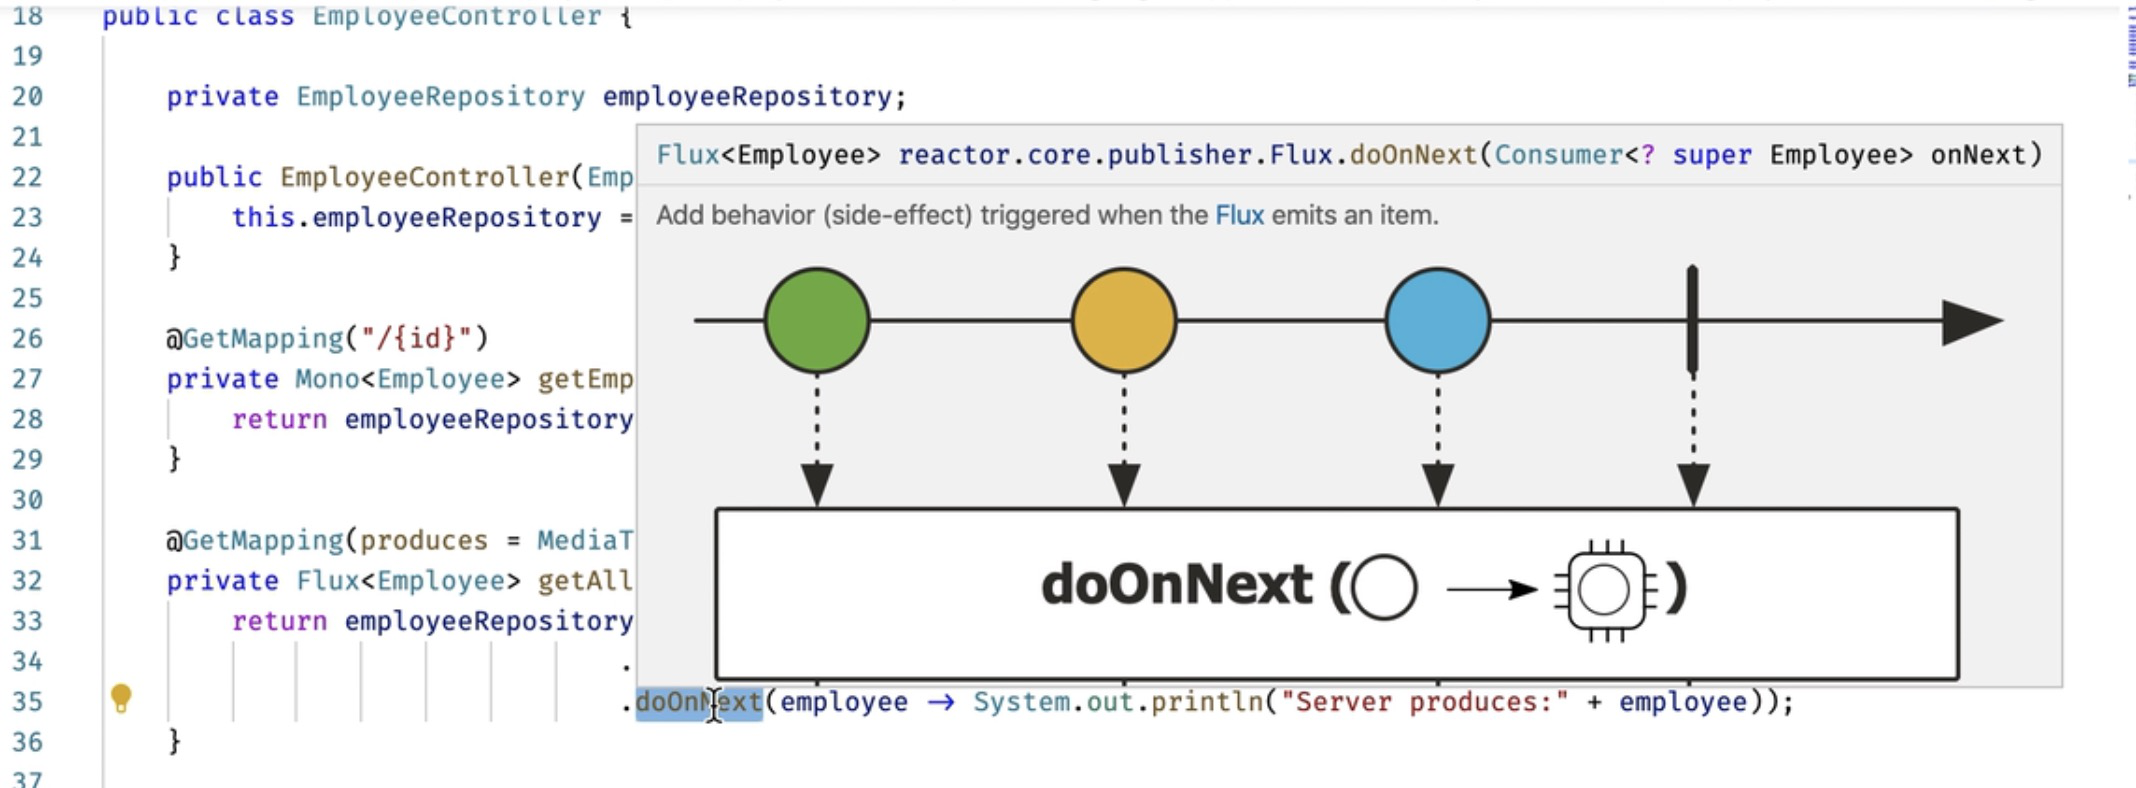 18 public class EmployeeController {
19
20 private EmployeeRepository employeeRepository;
21
22 public EmployeeController(Emp
23 this.employeeRepository =
24 }
25
26 @GetMapping("/{id}")
27 private Mono<Employee> getEmp
28 return employeeRepository
29 }
30
31 @GetMapping(produces = MediaT
32 private Flux<Employee> getAll
33 return employeeRepository
34 .
35 .doOnNext(employee -> System.out.println("Server produces:" + employee));
36 }
37
Flux<Employee> reactor.core.publisher.Flux.doOnNext(Consumer<? super Employee> onNext)
Add behavior (side-effect) triggered when the Flux emits an item.
doOnNext ( )